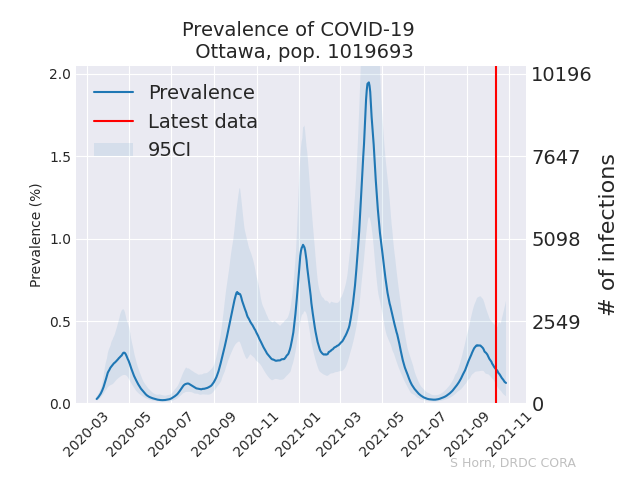 Prevalence of COVID-19
Ottawa, pop. 1019693
Prevalence (%)
2.0
1.5
1.0
0.5
0.0
Prevalence
Latest data
95CI
10196
7647
5098
2549
0
# of infections
2020-03
2020-05
2020-07
2020-09
2020-11
2021-01
2021-03
2021-05
2021-07
2021-09
2021-11
S Horn, DRDC CORA